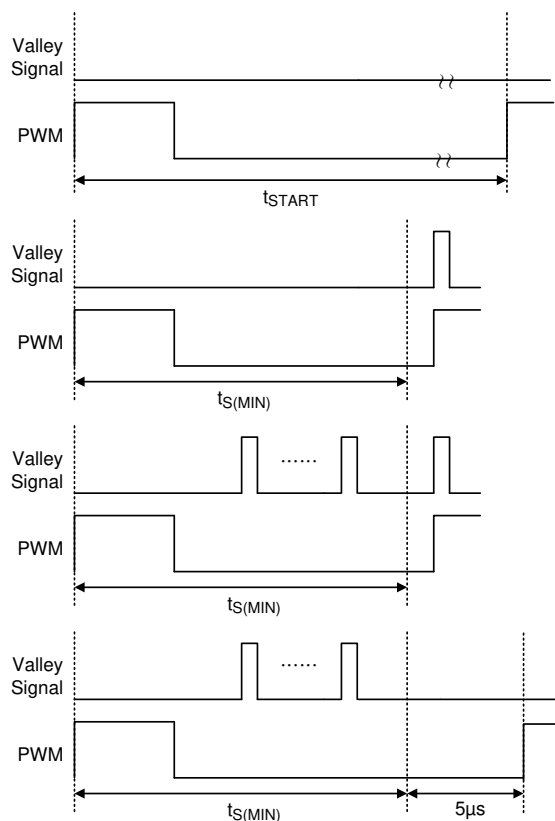 Valley
Signal
PWM
tSTART
Valley
Signal
PWM
tS(MIN)
Valley
Signal
......
PWM
tS(MIN)
Valley
Signal
......
PWM
tS(MIN)
5µs